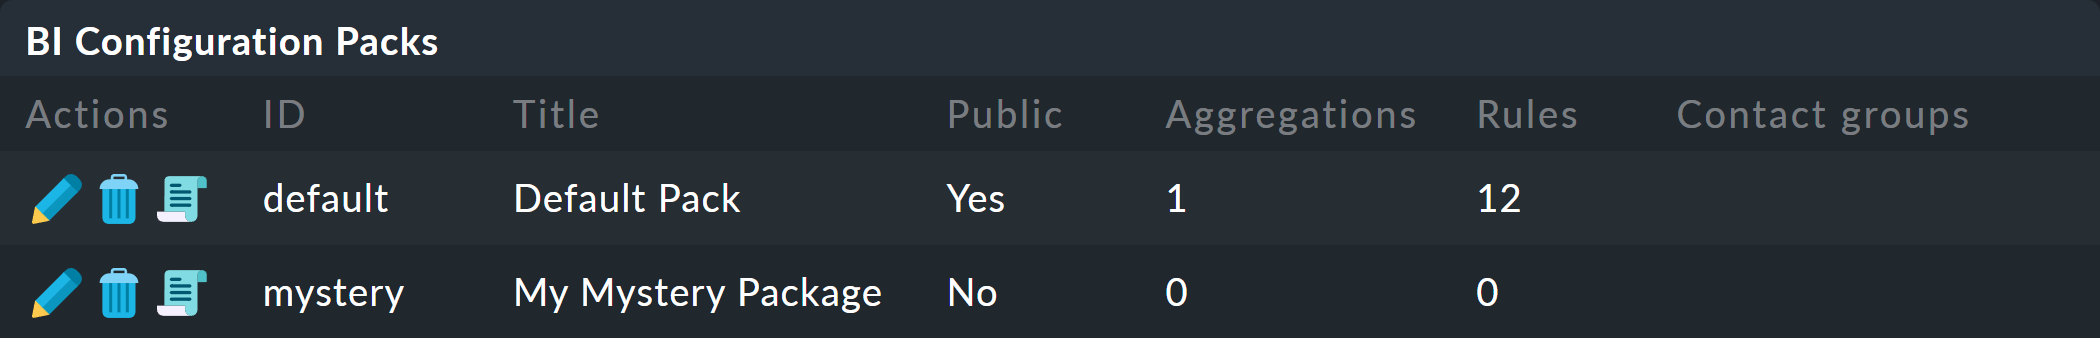 BI Configuration Packs
Actions ID Title Public Aggregations Rules Contact groups
default Default Pack Yes 1 12
mystery My Mystery Package No 0 0